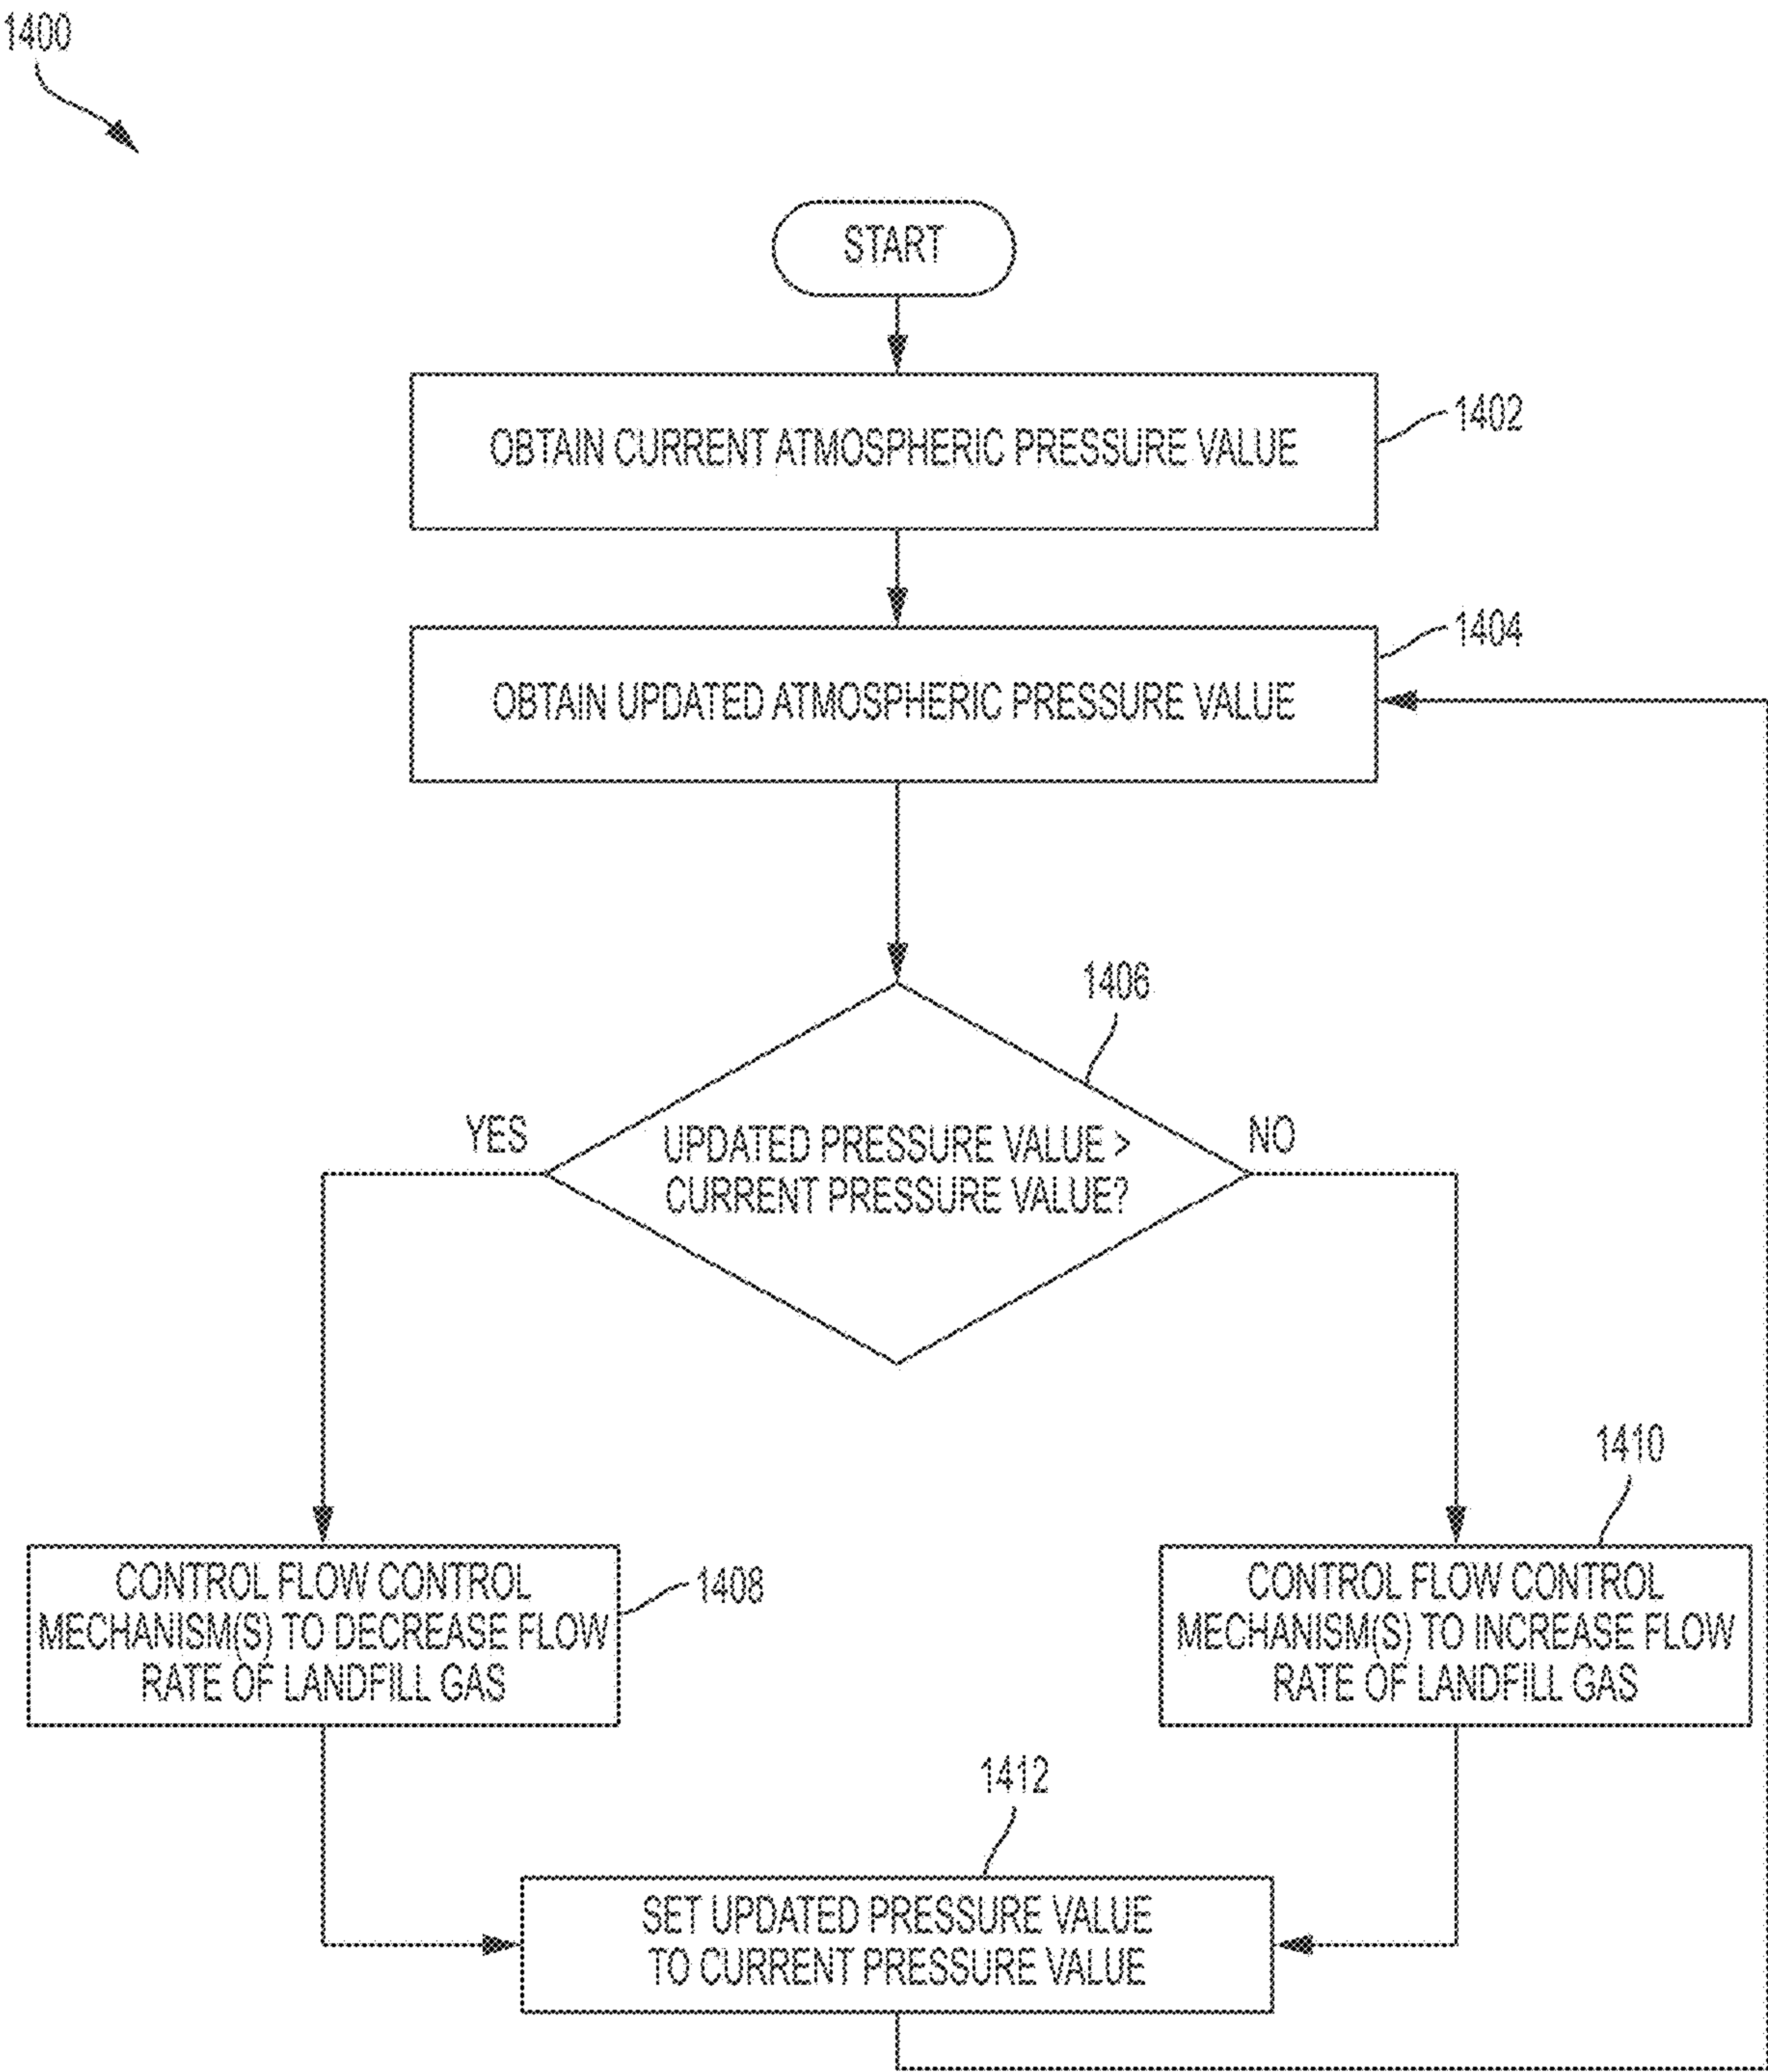 1400
START
OBTAIN CURRENT ATMOSPHERIC PRESSURE VALUE
1402
OBTAIN UPDATED ATMOSPHERIC PRESSURE VALUE
1404
1406
YES
UPDATED PRESSURE VALUE >
CURRENT PRESSURE VALUE?
NO
CONTROL FLOW CONTROL
MECHANISM(S) TO DECREASE FLOW
RATE OF LANDFILL GAS
1408
1410
CONTROL FLOW CONTROL
MECHANISM(S) TO INCREASE FLOW
RATE OF LANDFILL GAS
1412
SET UPDATED PRESSURE VALUE
TO CURRENT PRESSURE VALUE